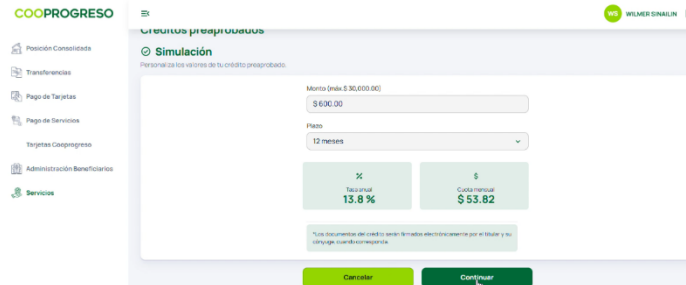 COOPROGRESO
WS WILMER SINAILIN
Créditos preaprobados
Posición Consolidada
Transferencias
Pago de Tarjetas
Pago de Servicios
Tarjetas Cooprogreso
Administración Beneficiarios
Servicios
Simulación
Personaliza los valores de tu crédito preaprobado.
Monto (máx.$ 30,000.00)
$ 600.00
Plazo
12 meses
%
Tasa anual
13.8 %
$
Cuota mensual
$ 53.82
*Los documentos del crédito serán firmados electrónicamente por el titular y su
cónyuge, cuando corresponda.
Cancelar
Continuar